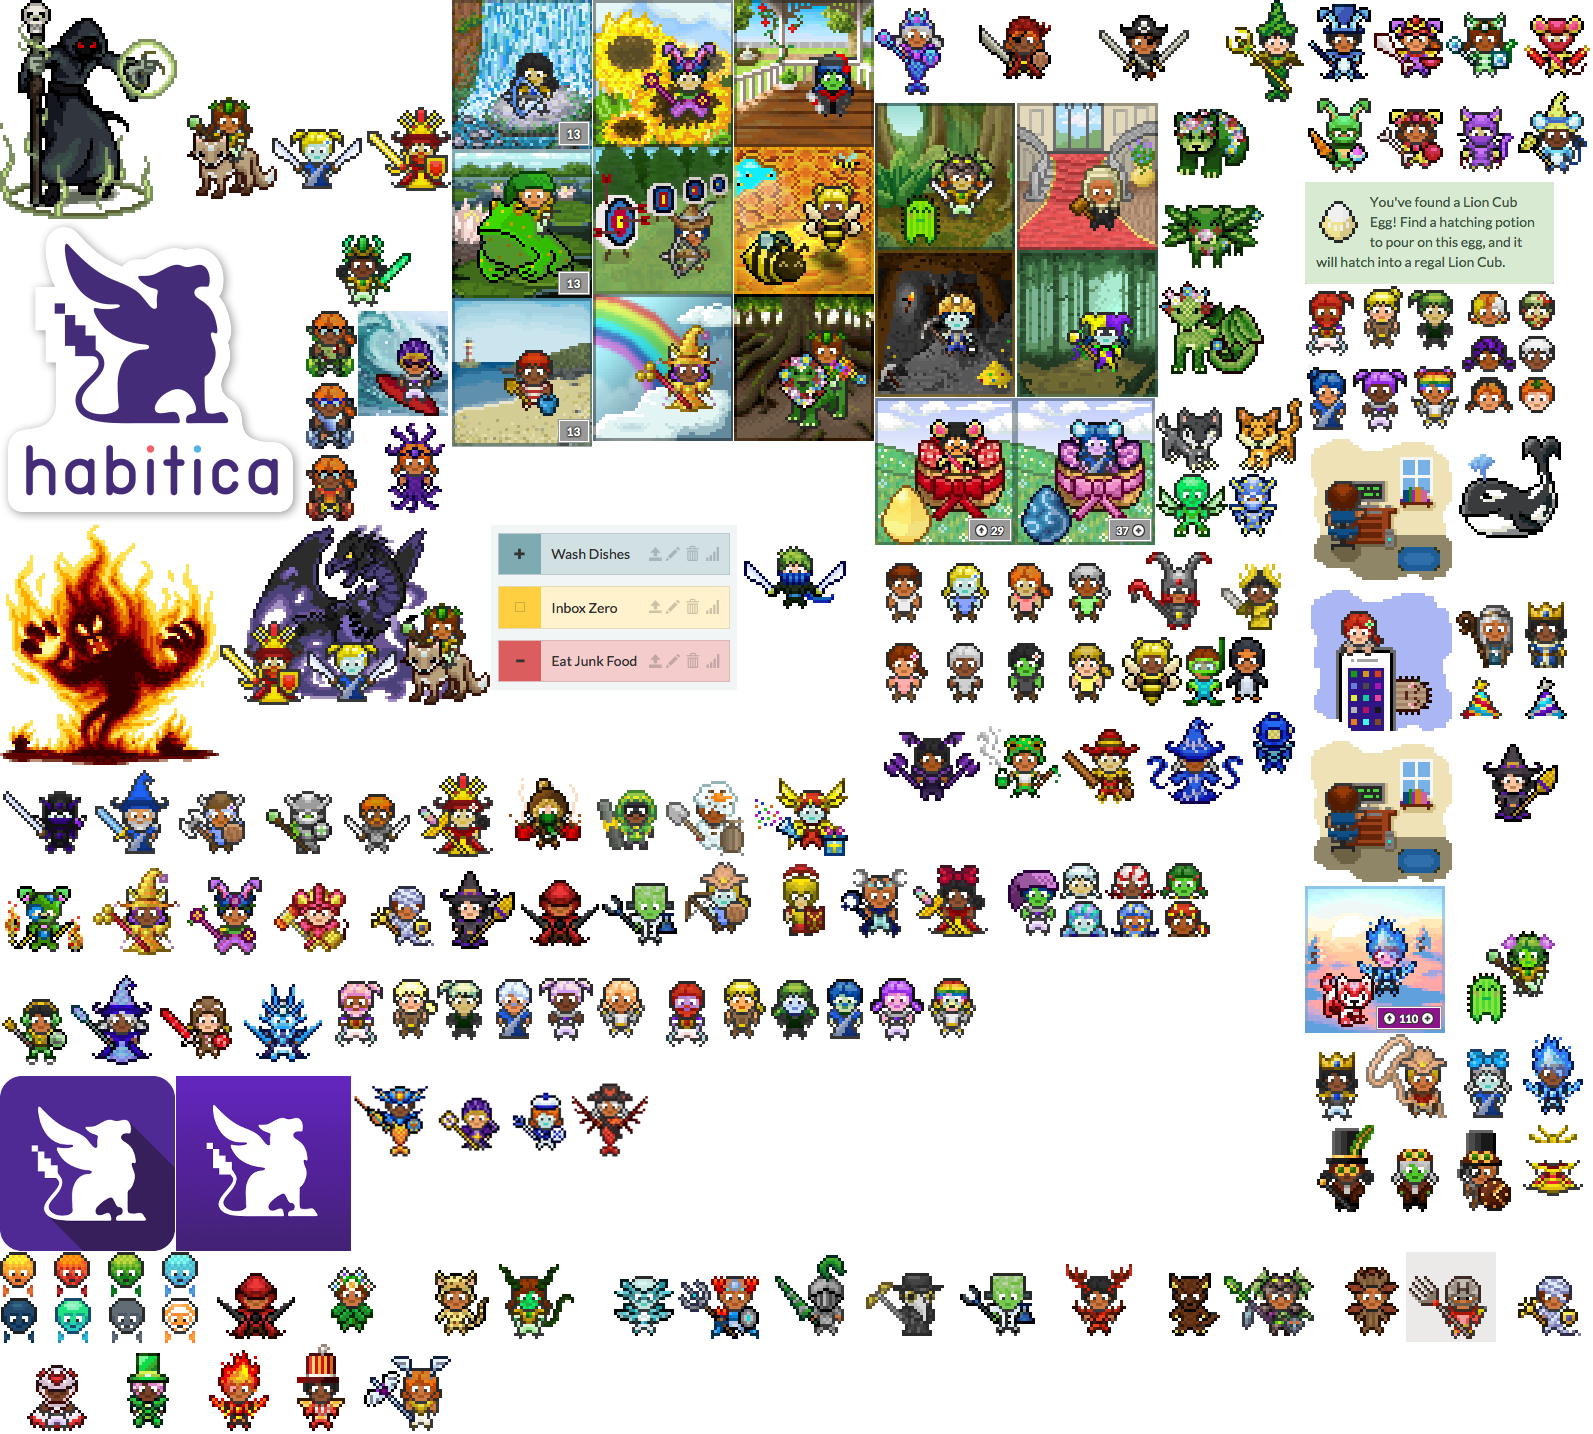 13
13
13
You've found a Lion Cub
Egg! Find a hatching potion
to pour on this egg, and it
will hatch into a regal Lion Cub.
habitica
29
37
Wash Dishes
Inbox Zero
Eat Junk Food
110